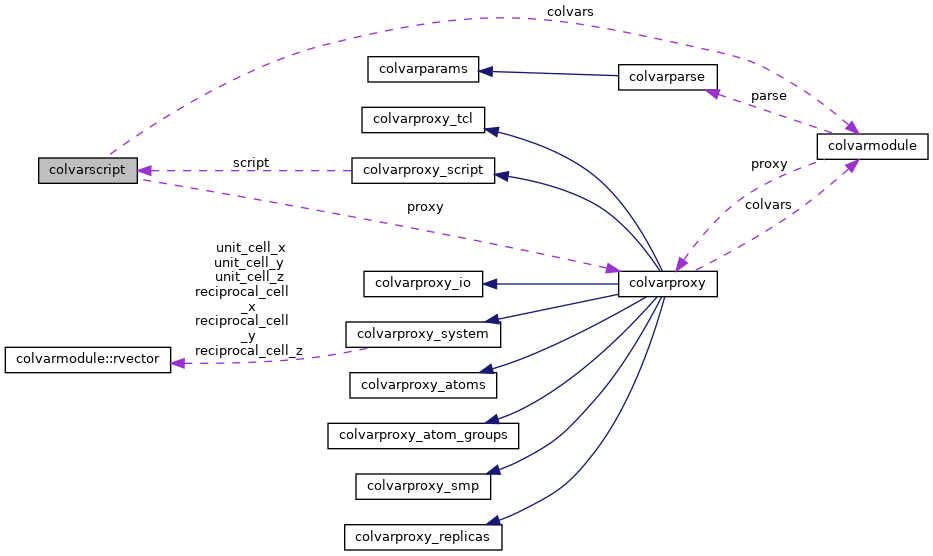 colvars
colvarparams
colvarparse
parse
colvarproxy_tcl
colvarmodule
colvarscript
script
colvarproxy_script
proxy
colvars
proxy
unit_cell_x
unit_cell_y
unit_cell_z
reciprocal_cell
_x
reciprocal_cell
_y
reciprocal_cell_z
colvarproxy_io
colvarproxy
colvarproxy_system
colvarmodule::rvector
colvarproxy_atoms
colvarproxy_atom_groups
colvarproxy_smp
colvarproxy_replicas